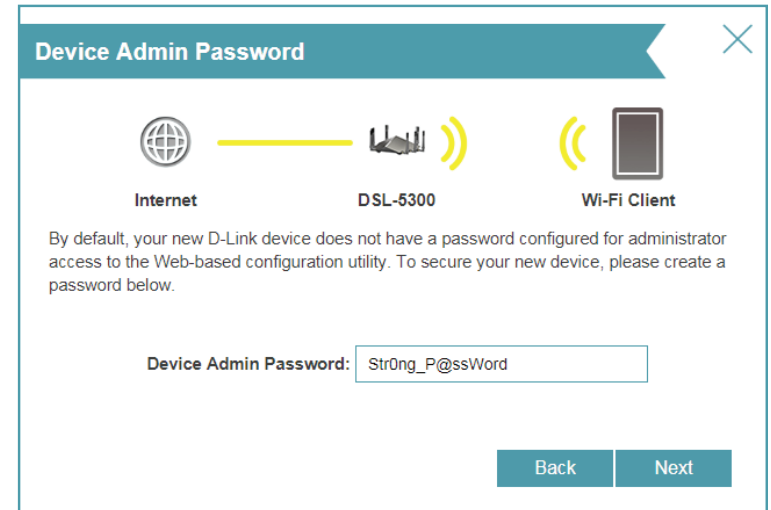 Device Admin Password
Internet
DSL-5300
Wi-Fi Client
By default, your new D-Link device does not have a password configured for administrator
access to the Web-based configuration utility. To secure your new device, please create a
password below.
Device Admin Password: Str0ng_P@ssWord
Back Next